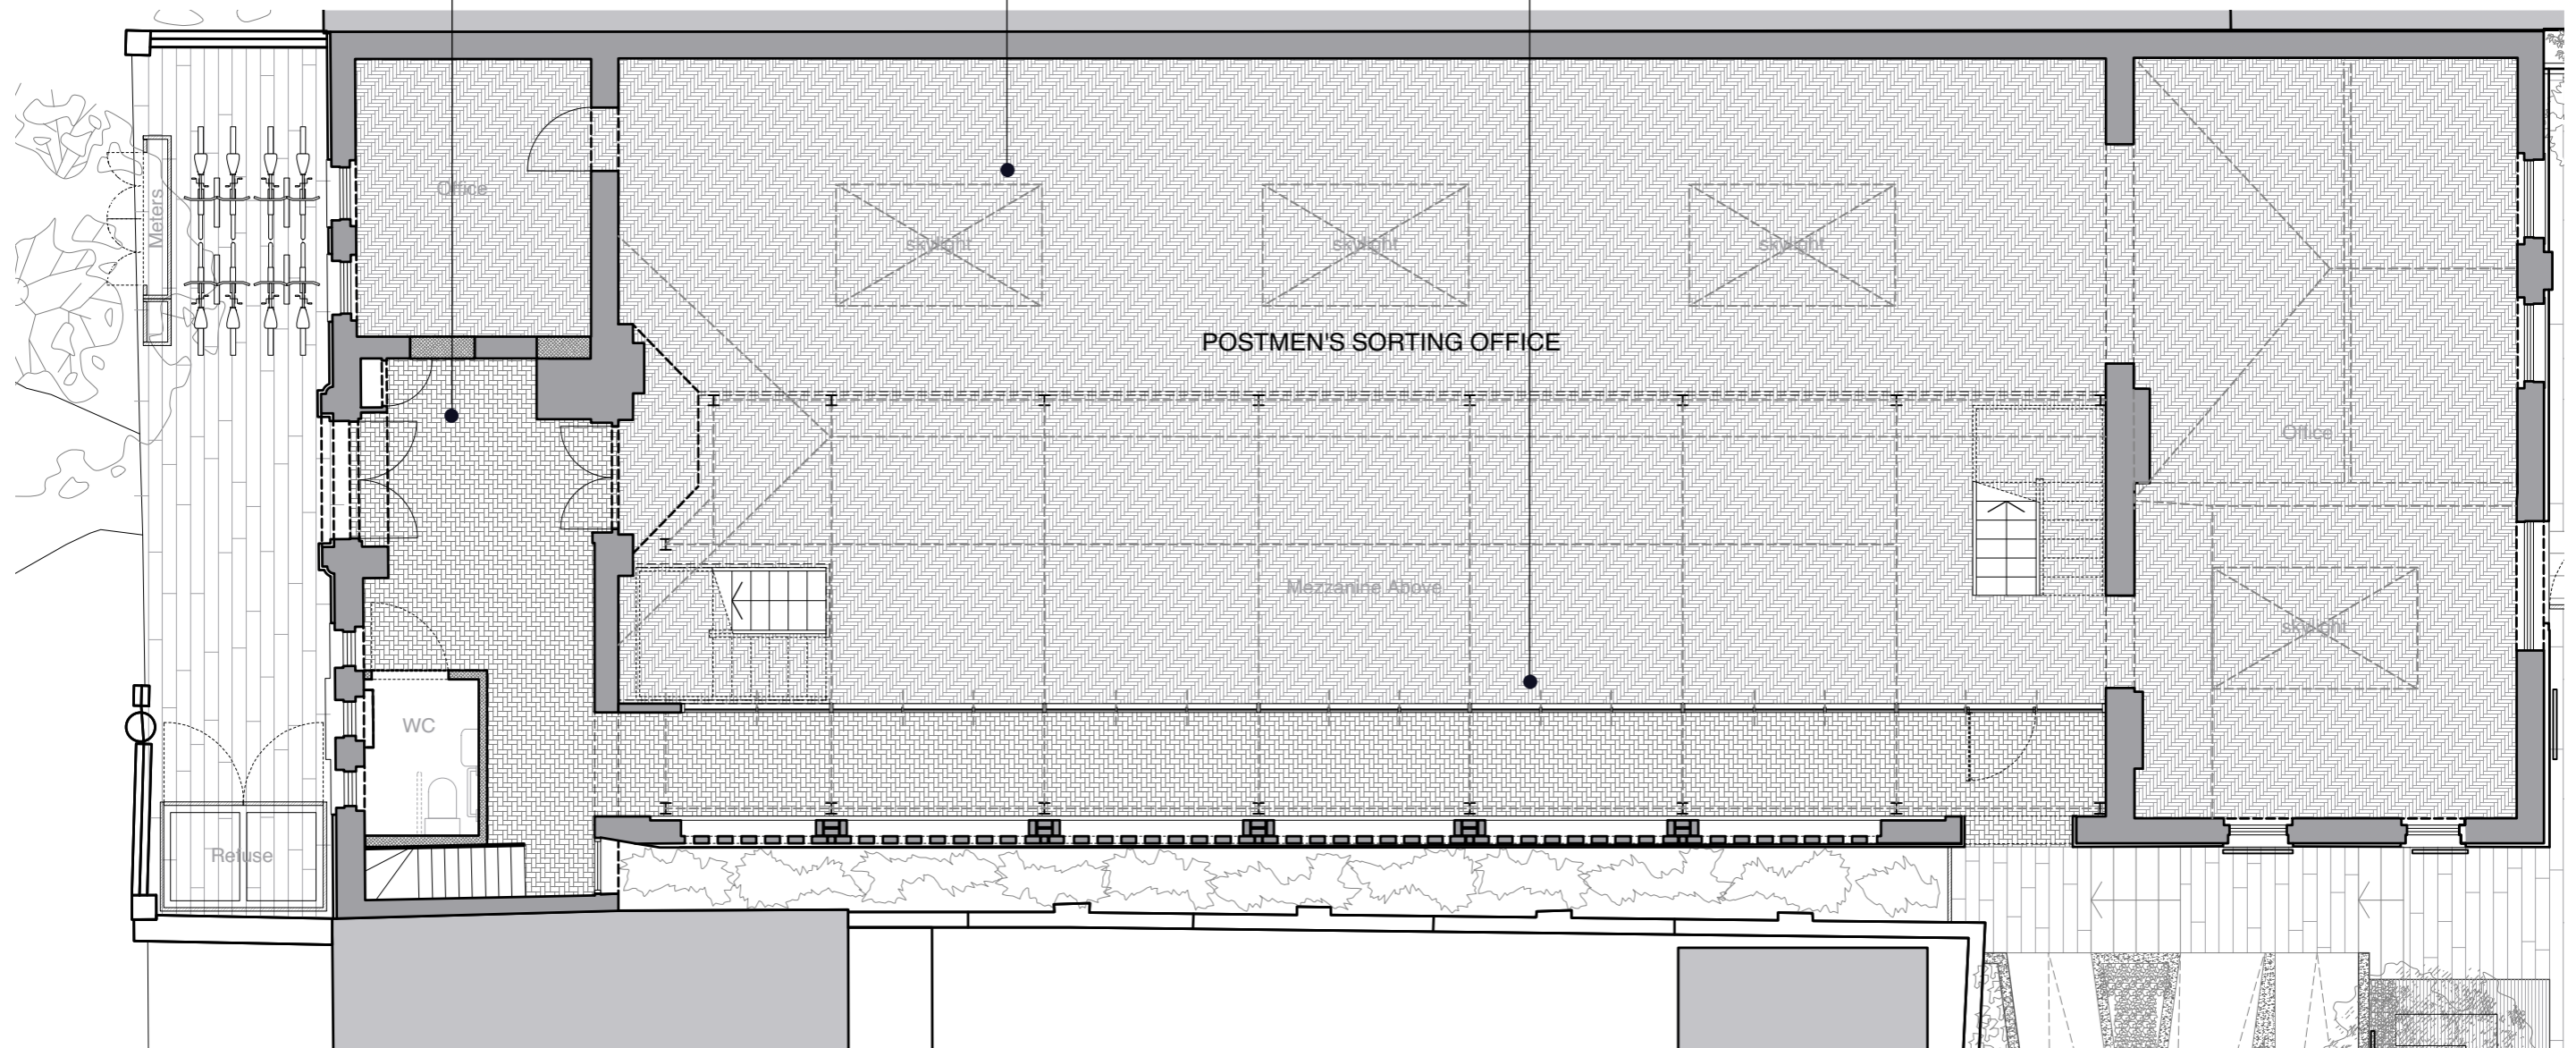 Office
Meters
skylight
skylight
skylight
POSTMEN'S SORTING OFFICE
Office
Mezzanine Above
skylight
WC
Refuse